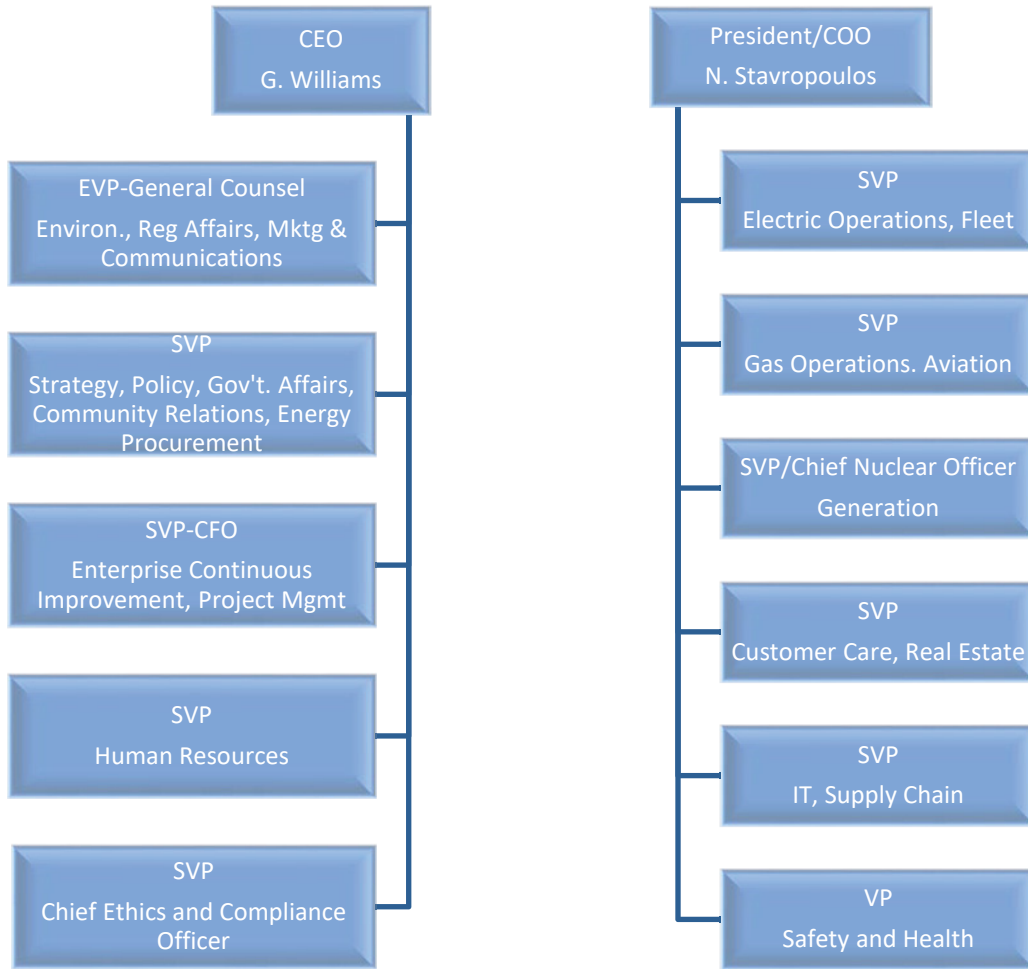 CEO
G. Williams
EVP-General Counsel
Environ., Reg Affairs, Mktg &
Communications
SVP
Strategy, Policy, Gov't. Affairs,
Community Relations, Energy
Procurement
SVP-CFO
Enterprise Continuous
Improvement, Project Mgmt
SVP
Human Resources
SVP
Chief Ethics and Compliance
Officer
President/COO
N. Stavropoulos
SVP
Electric Operations, Fleet
SVP
Gas Operations. Aviation
SVP/Chief Nuclear Officer
Generation
SVP
Customer Care, Real Estate
SVP
IT, Supply Chain
VP
Safety and Health